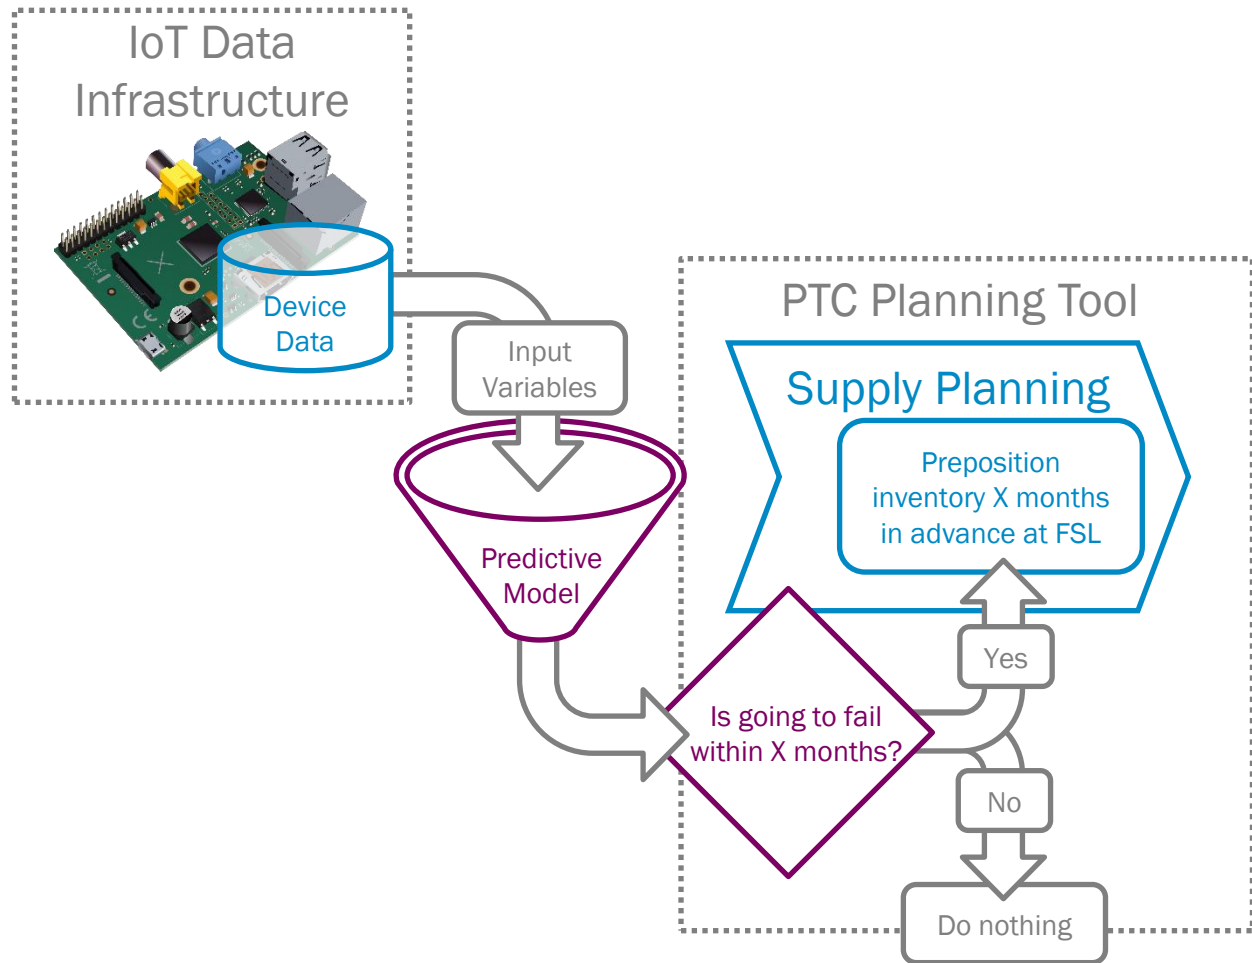 IoT Data
Infrastructure
Device
Data
Input
Variables
Predictive
Model
PTC Planning Tool
Supply Planning
Preposition
inventory X months
in advance at FSL
Is going to fail
within X months?
Yes
No
Do nothing